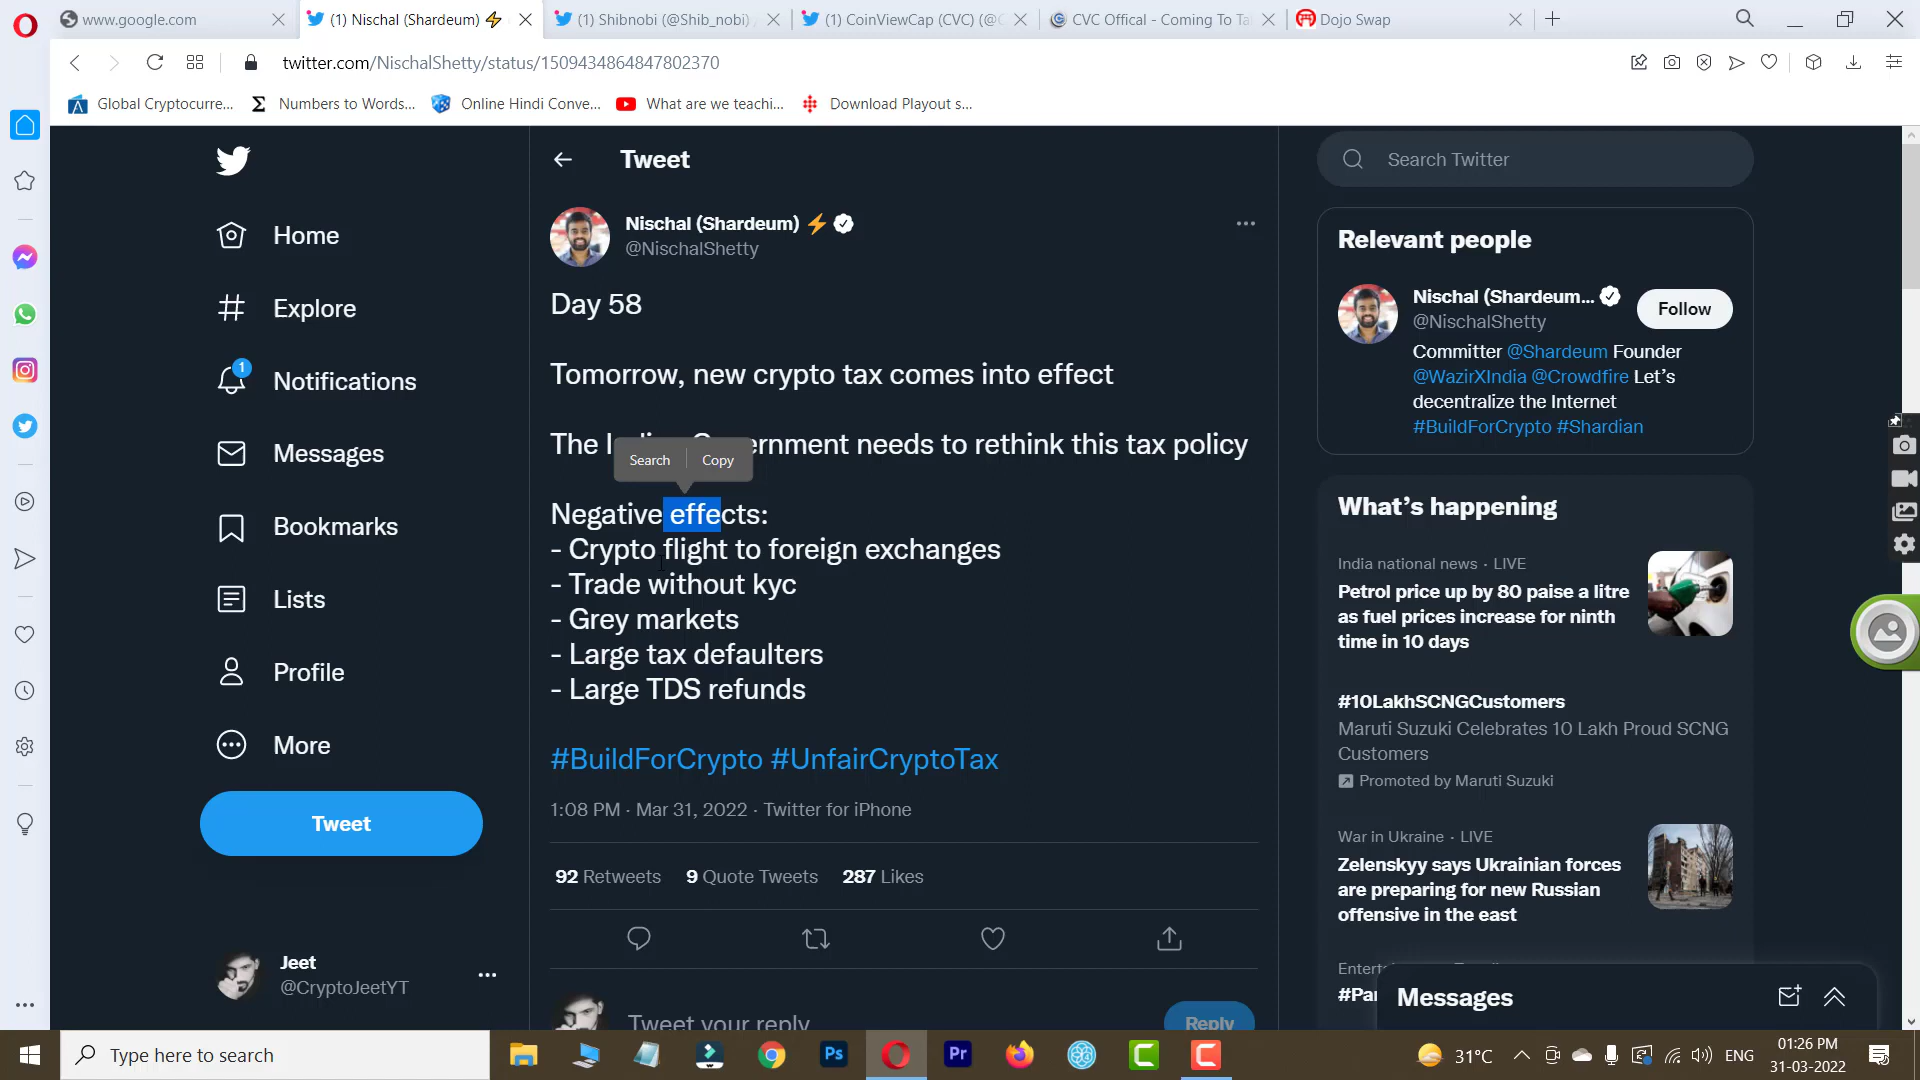 www.google.com
(1) Nischal (Shardeum) ⚡
(1) Shibnobi (@Shib_nobi)
(1) CoinViewCap (CVC) (@C
CVC Offical - Coming To Ta
Dojo Swap
twitter.com/NischalShetty/status/1509434864847802370
Global Cryptocurre...
Numbers to Words...
Online Hindi Conve...
What are we teachi...
Download Playout s...
Home
Explore
1
Notifications
Messages
Bookmarks
Lists
Profile
More
Tweet
Jeet
@CryptoJeetYT
Tweet
Nischal (Shardeum) ⚡
@NischalShetty
Day 58
Tomorrow, new crypto tax comes into effect
The Government needs to rethink this tax policy
Search Copy
Negative effects:
- Crypto flight to foreign exchanges
- Trade without kyc
- Grey markets
- Large tax defaulters
- Large TDS refunds
#BuildForCrypto #UnfairCryptoTax
1:08 PM · Mar 31, 2022 · Twitter for iPhone
92 Retweets 9 Quote Tweets 287 Likes
Tweet your reply
Reply
Search Twitter
Relevant people
Nischal (Shardeum...
@NischalShetty
Follow
Committer @Shardeum Founder
@WazirXIndia @Crowdfire Let's
decentralize the Internet
#BuildForCrypto #Shardian
What's happening
India national news · LIVE
Petrol price up by 80 paise a litre
as fuel prices increase for ninth
time in 10 days
#10LakhSCNGCustomers
Maruti Suzuki Celebrates 10 Lakh Proud SCNG
Customers
Promoted by Maruti Suzuki
War in Ukraine · LIVE
Zelenskyy says Ukrainian forces
are preparing for new Russian
offensive in the east
Entert
#Par
Messages
Type here to search
Ps
Pr
31°C
ENG
01:26 PM
31-03-2022